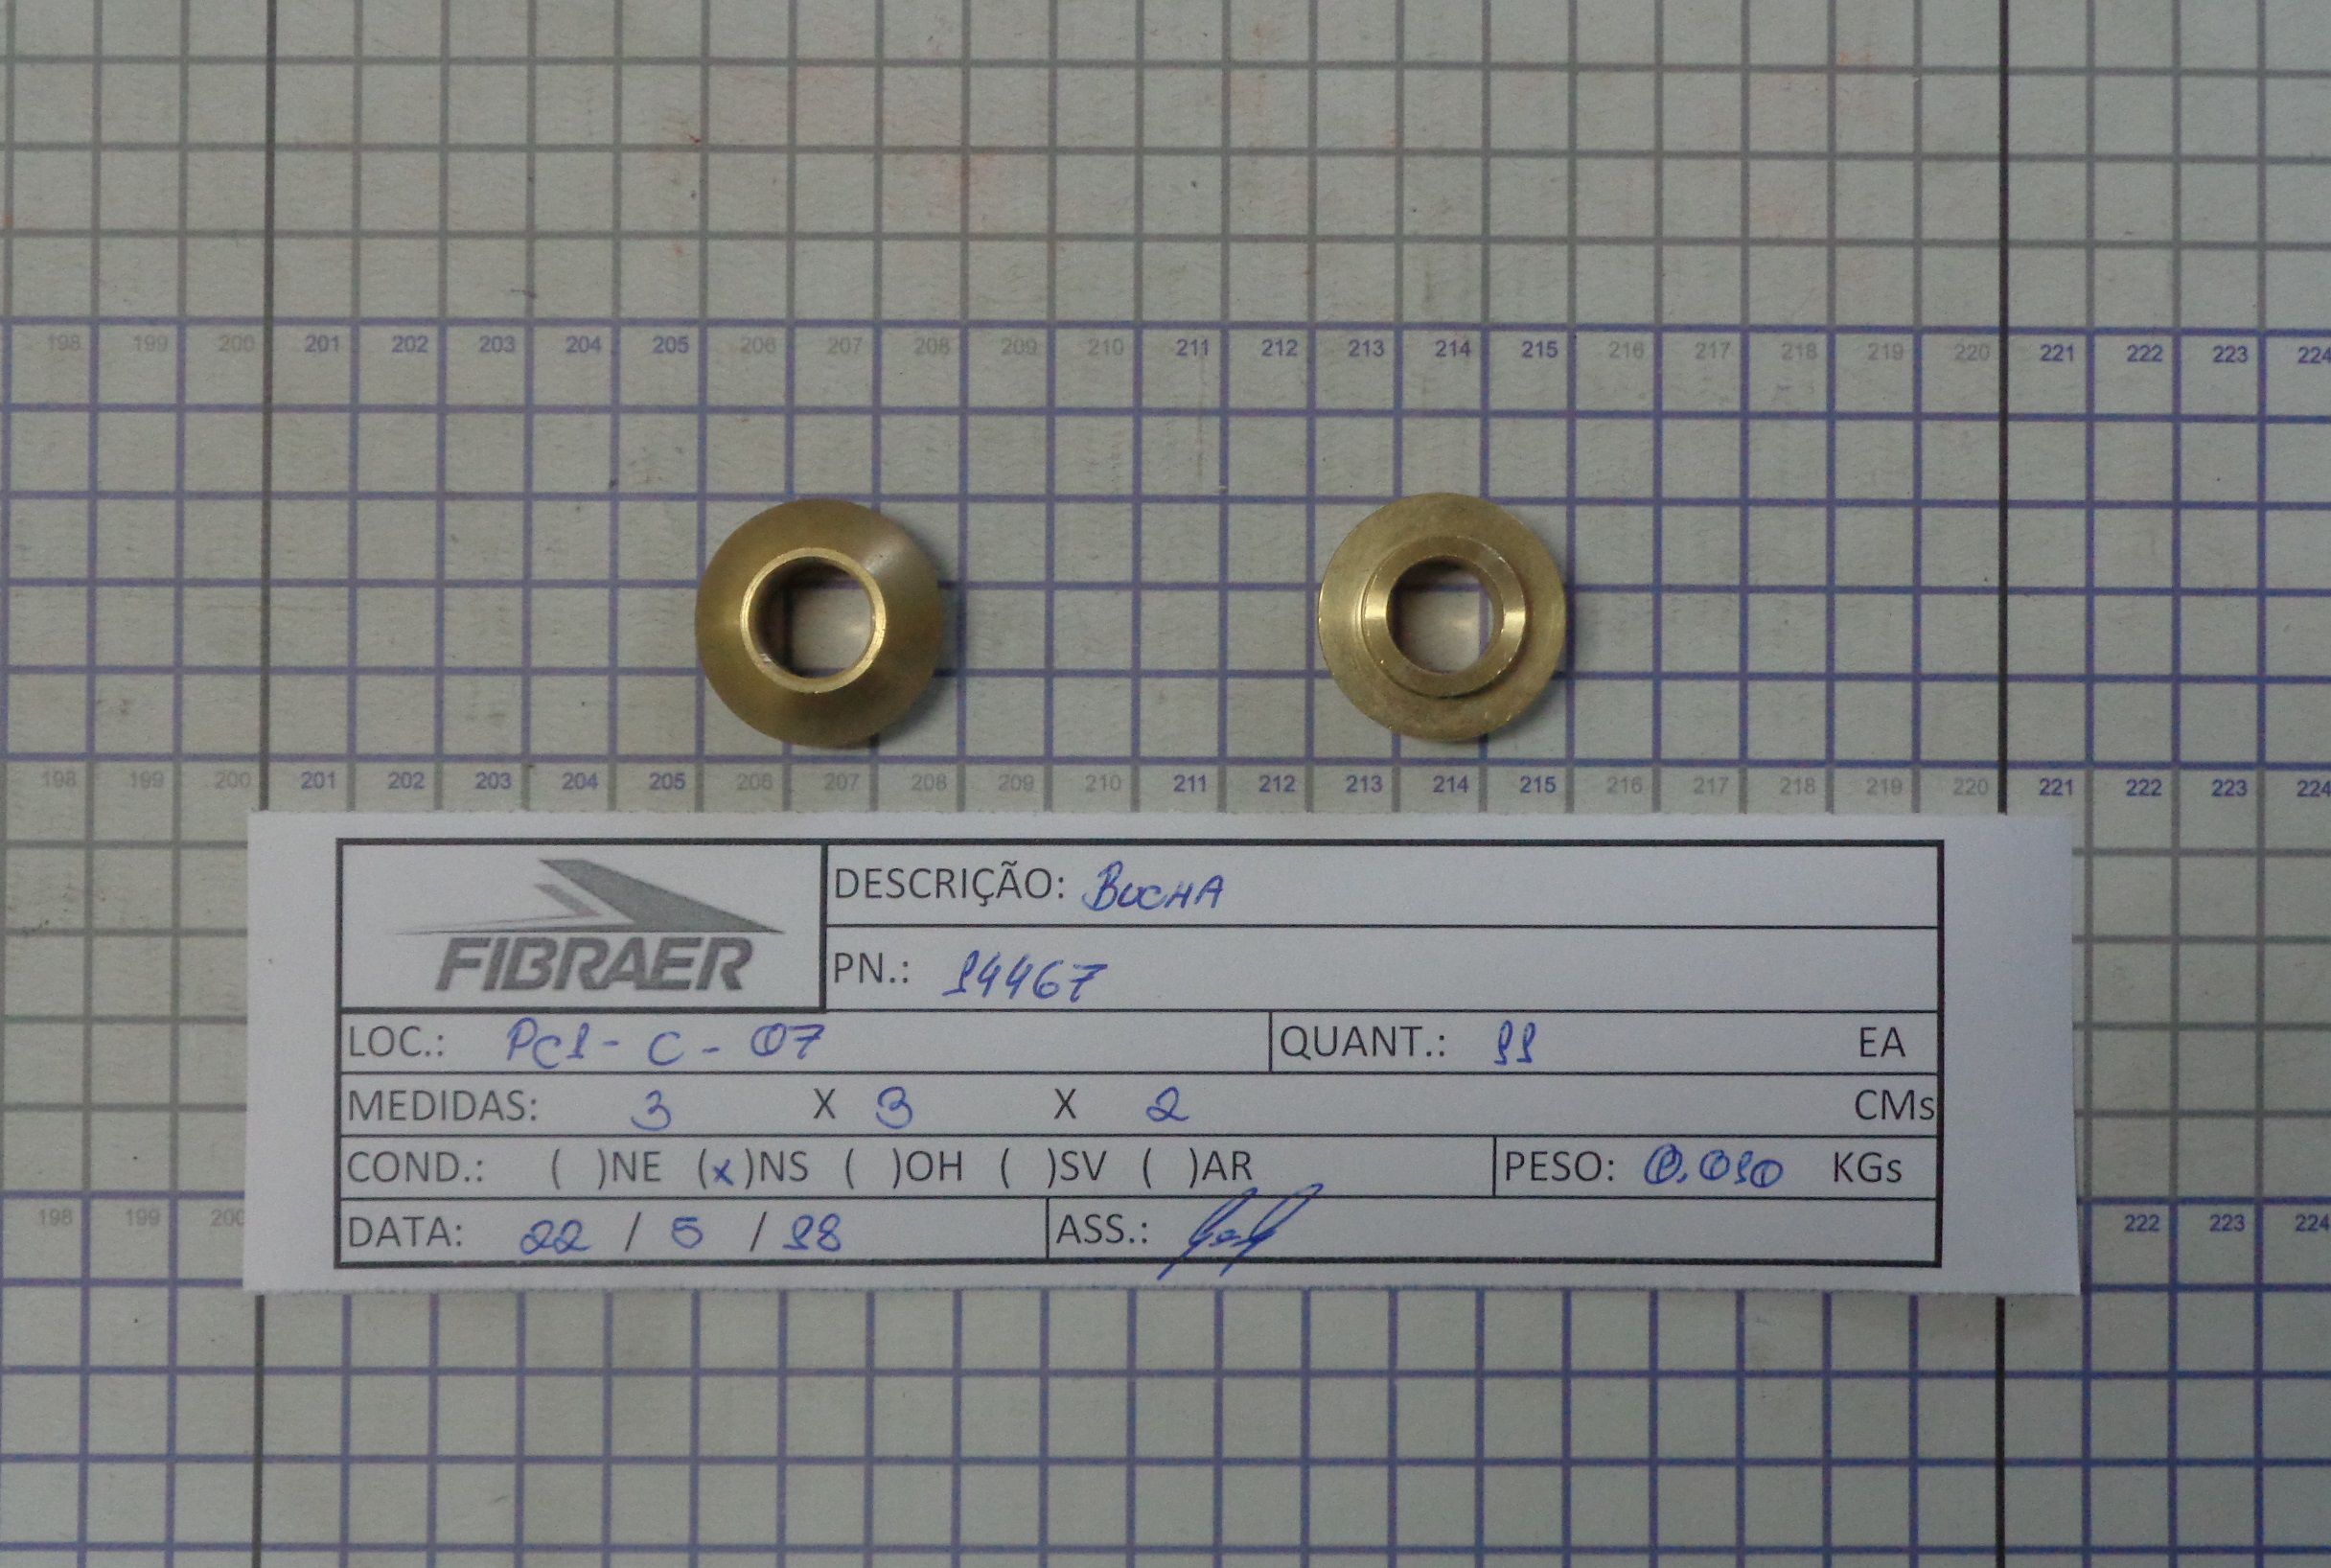 198 199 200 201 202 203 204 205 206 207 208 209 210 211 212 213 214 215 216 217 218 219 220 221 222 223 224
198 199 200 201 202 203 204 205 206 207 208 209 210 211 212 213 214 215 216 217 218 219 220 221 222 223 224
FIBRAER
DESCRIÇÃO: BUCHA
PN.: 14467
LOC.: PC1 - C - 07 QUANT.: 11 EA
MEDIDAS: 3 X 3 X 2 CMs
COND.: ( )NE (x)NS ( )OH ( )SV ( )AR PESO: 0.010 KGs
DATA: 22 / 5 / 18 ASS.:
198 199 200 222 223 224